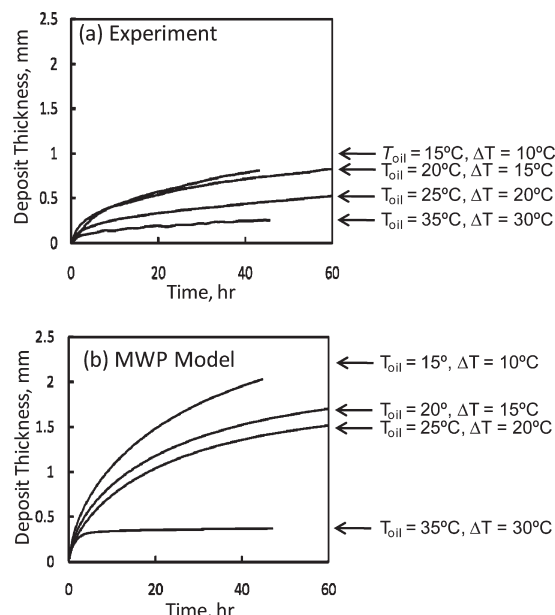 (a) Experiment
Deposit Thickness, mm
2.5
2
1.5
1
0.5
0
0 20 40 60
Time, hr
T_oil = 15ºC, ΔT = 10ºC
T_oil = 20ºC, ΔT = 15ºC
T_oil = 25ºC, ΔT = 20ºC
T_oil = 35ºC, ΔT = 30ºC
(b) MWP Model
Deposit Thickness, mm
2.5
2
1.5
1
0.5
0
0 20 40 60
Time, hr
T_oil = 15º, ΔT = 10ºC
T_oil = 20º, ΔT = 15ºC
T_oil = 25ºC, ΔT = 20ºC
T_oil = 35ºC, ΔT = 30ºC